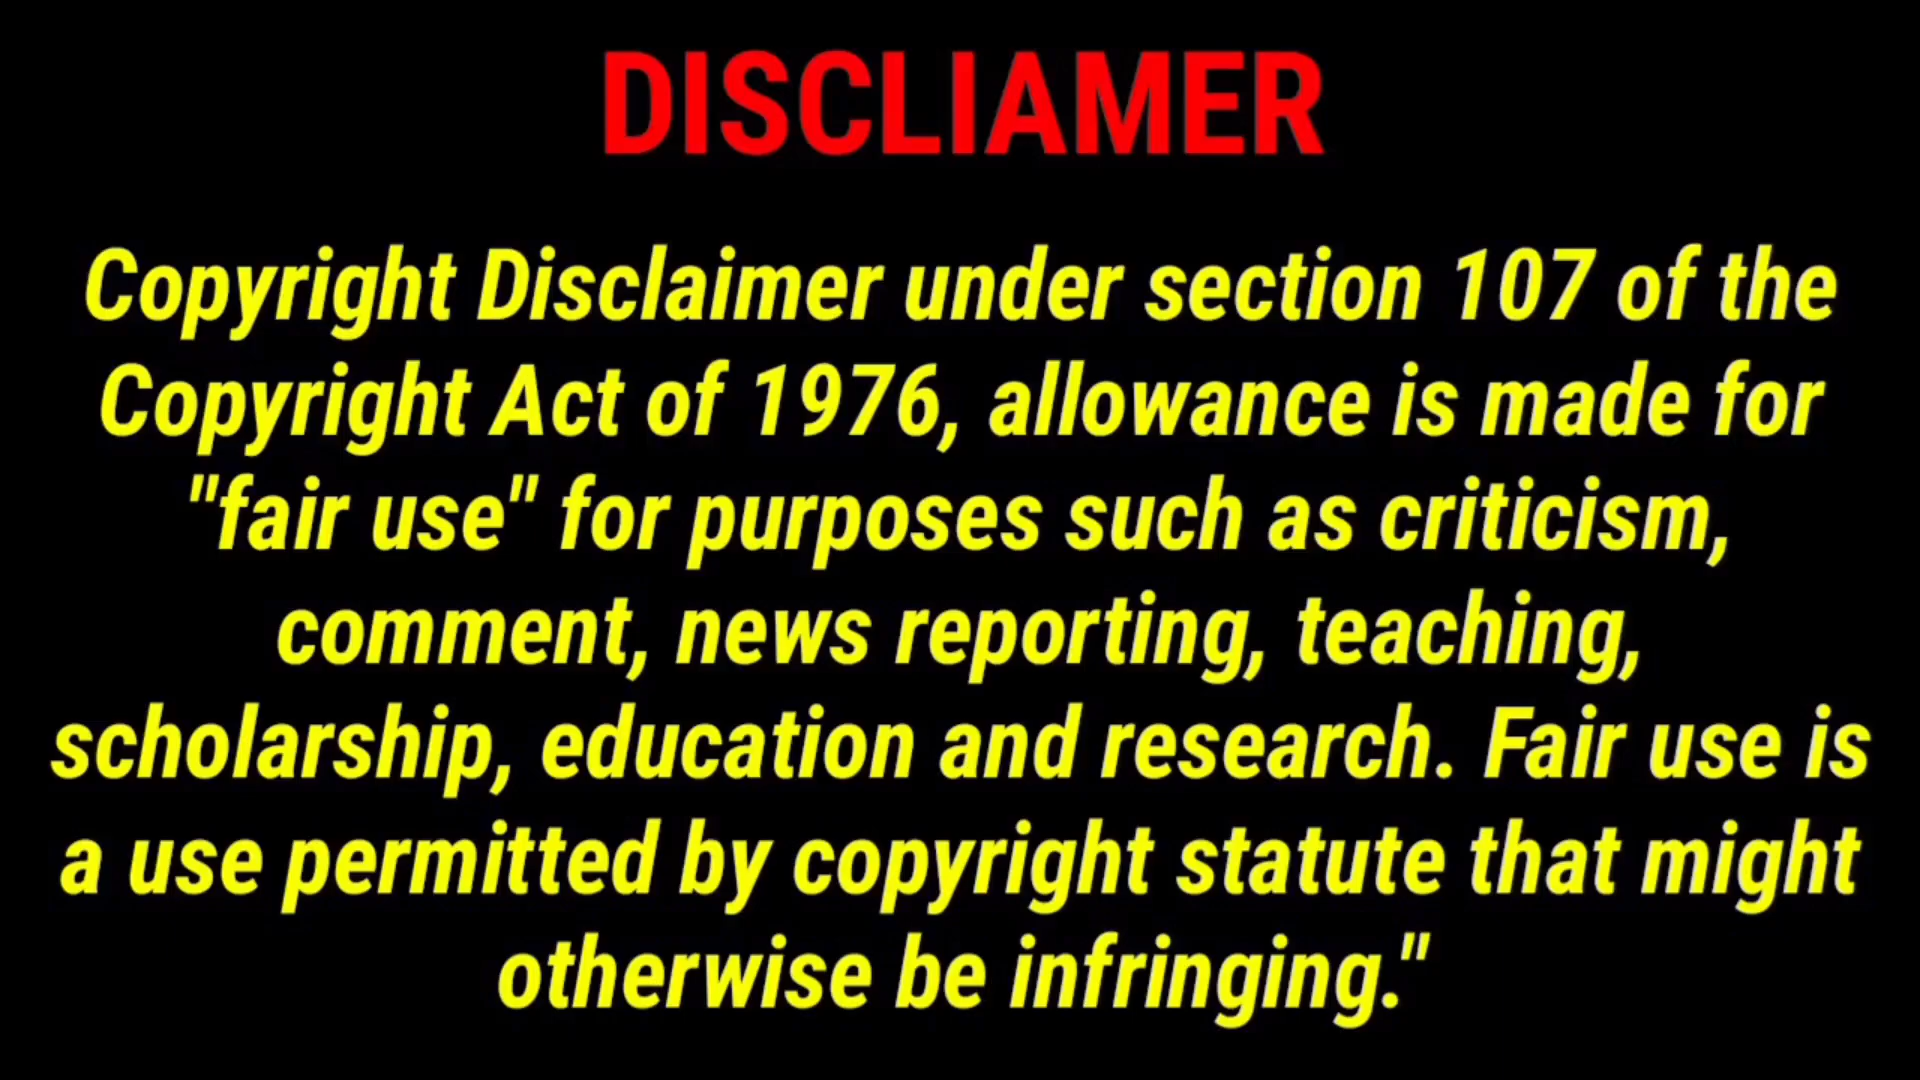 DISCLIAMER
Copyright Disclaimer under section 107 of the
Copyright Act of 1976, allowance is made for
"fair use" for purposes such as criticism,
comment, news reporting, teaching,
scholarship, education and research. Fair use is
a use permitted by copyright statute that might
otherwise be infringing."